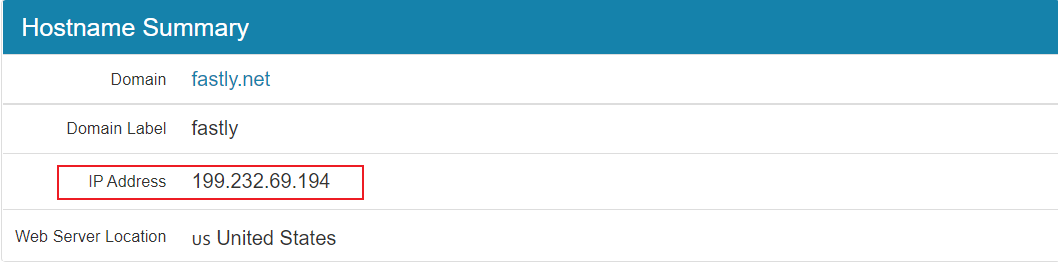 Hostname Summary
Domain fastly.net
Domain Label fastly
IP Address 199.232.69.194
Web Server Location US United States